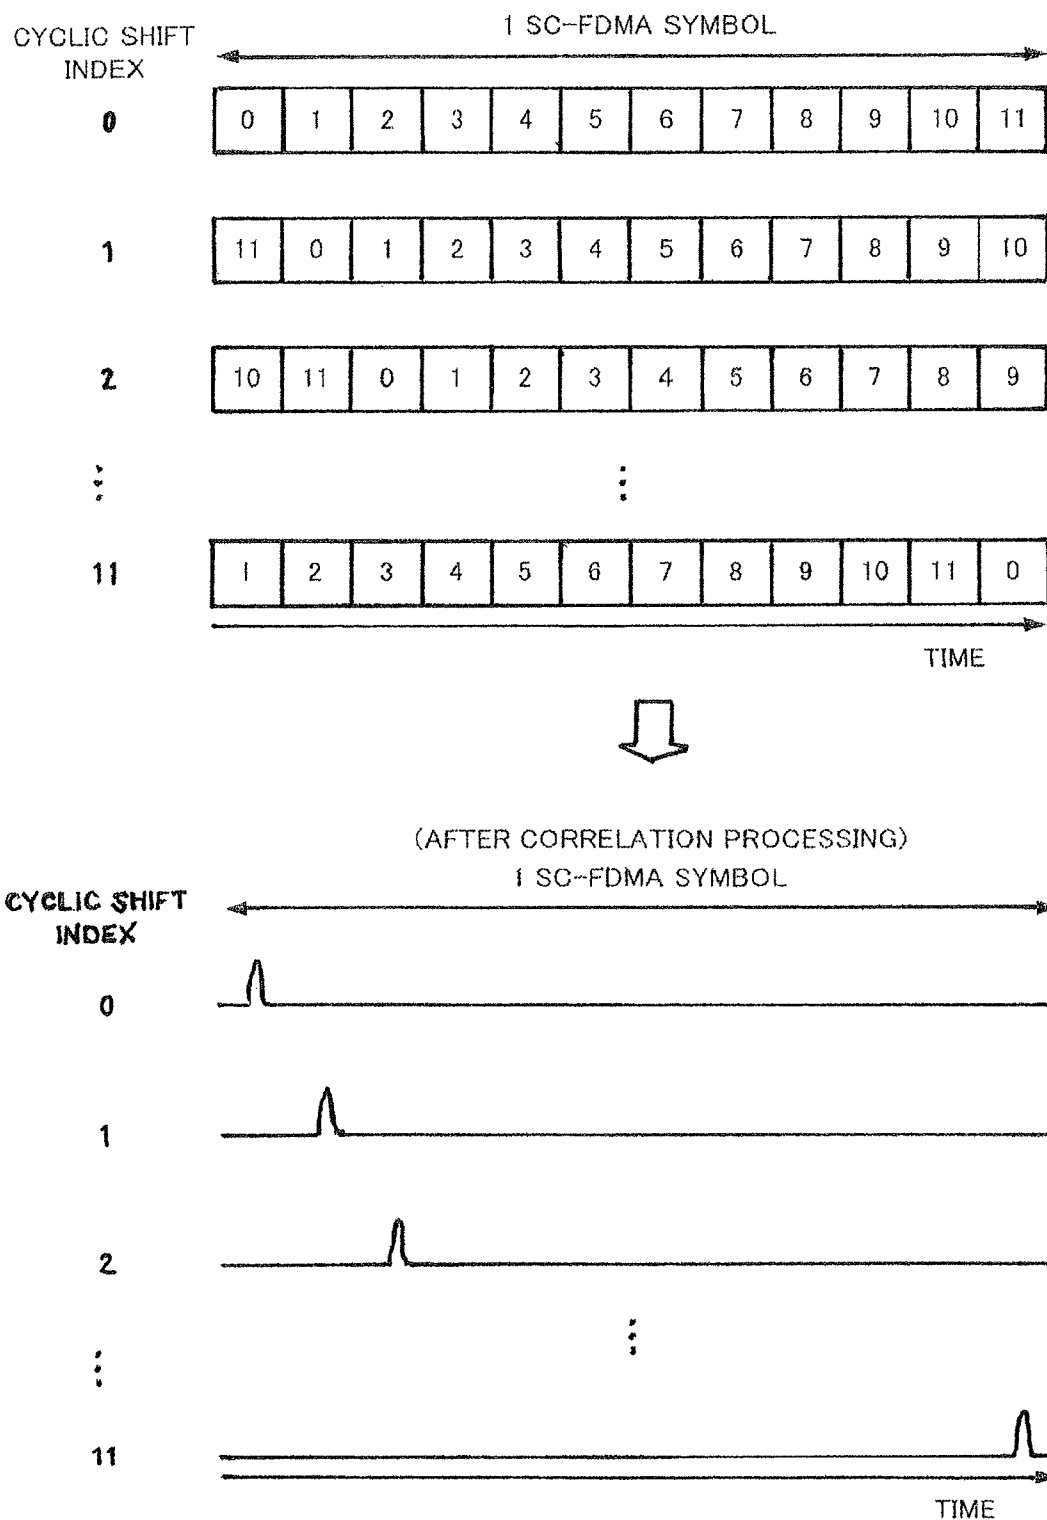 1 SC-FDMA SYMBOL
CYCLIC SHIFT
INDEX
0 0 1 2 3 4 5 6 7 8 9 10 11
1 11 0 1 2 3 4 5 6 7 8 9 10
2 10 11 0 1 2 3 4 5 6 7 8 9
11 1 2 3 4 5 6 7 8 9 10 11 0
TIME
(AFTER CORRELATION PROCESSING)
1 SC-FDMA SYMBOL
CYCLIC SHIFT
INDEX
0
1
2
11
TIME